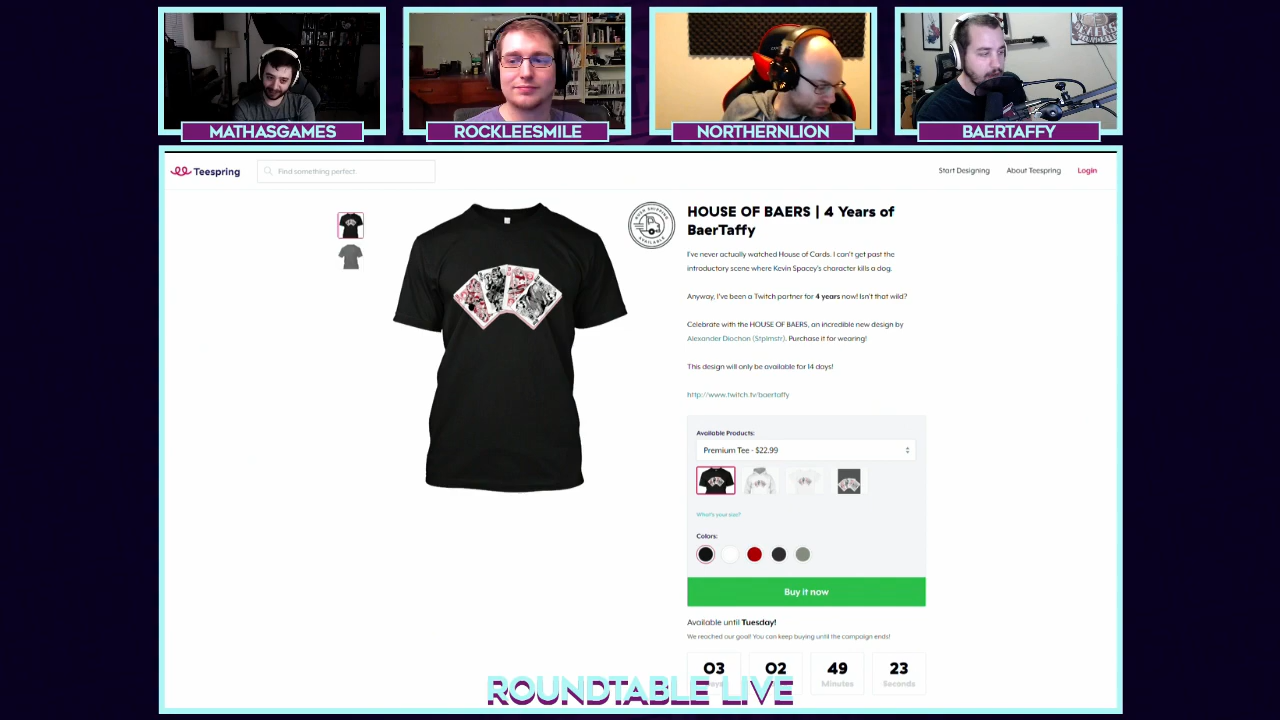 MATHASGAMES
ROCKLEESMILE
NORTHERNLION
BAERTAFFY
Teespring
Find something perfect.
Start Designing
About Teespring
Login
RUSH SHIPPING
AVAILABLE
HOUSE OF BAERS | 4 Years of
BaerTaffy
I've never actually watched House of Cards. I can't get past the
introductory scene where Kevin Spacey's character kills a dog.
Anyway, I've been a Twitch partner for 4 years now! Isn't that wild?
Celebrate with the HOUSE OF BAERS, an incredible new design by
Alexander Diochon (Stplmstr). Purchase it for wearing!
This design will only be available for 14 days!
http://www.twitch.tv/baertaffy
Available Products:
Premium Tee - $22.99
What's your size?
Colors:
Buy it now
Available until Tuesday!
We reached our goal! You can keep buying until the campaign ends!
03
02
49
23
Minutes
Seconds
ROUNDTABLE LIVE